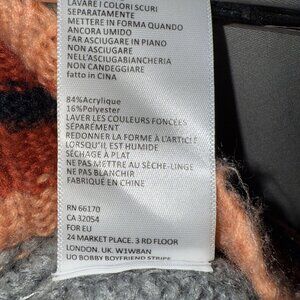 LAVARE I COLORI SCURI
SEPARATAMENTE
METTERE IN FORMA QUANDO
ANCORA UMIDO
FAR ASCIUGARE IN PIANO
NON ASCIUGARE
NELL'ASCIUGABIANCHERIA
NON CANDEGGIARE
fatto in CINA
84%Acrylique
16%Polyester
LAVER LES COULEURS FONCÉES
SÉPARÉMENT
REDONNER LA FORME À L'ARTICLE
LORSQU'IL EST HUMIDE
SÉCHAGE À PLAT
NE PAS METTRE AU SÈCHE-LINGE
NE PAS BLANCHIR
FABRIQUÉ EN CHINE
RN 66170
CA 32054
FOR EU
24 MARKET PLACE. 3 RD FLOOR
LONDON. UK. W1W8AN
UO BOBBY BOYFRIEND STRIPE